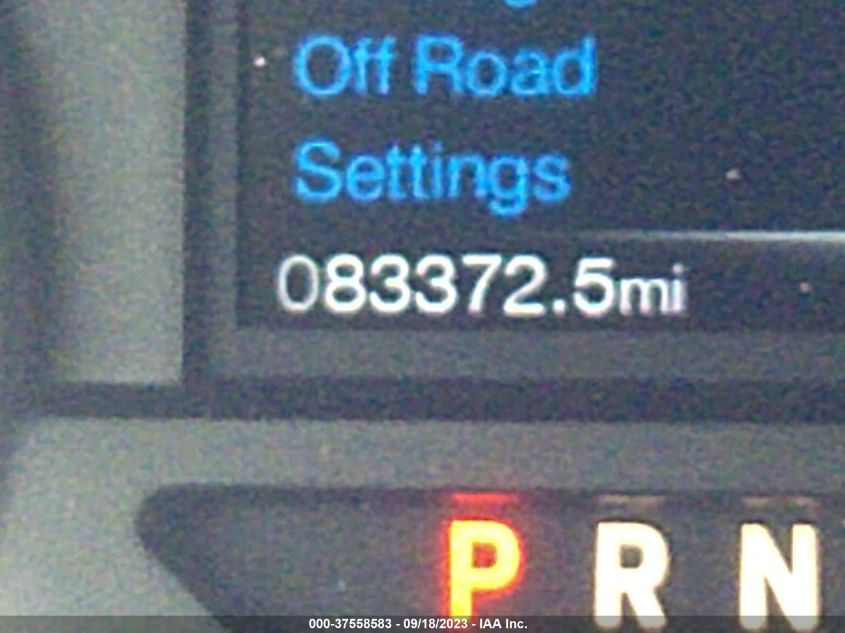 Off Road
Settings
083372.5mi
P R N
000-37558583 - 09/18/2023 - IAA Inc.